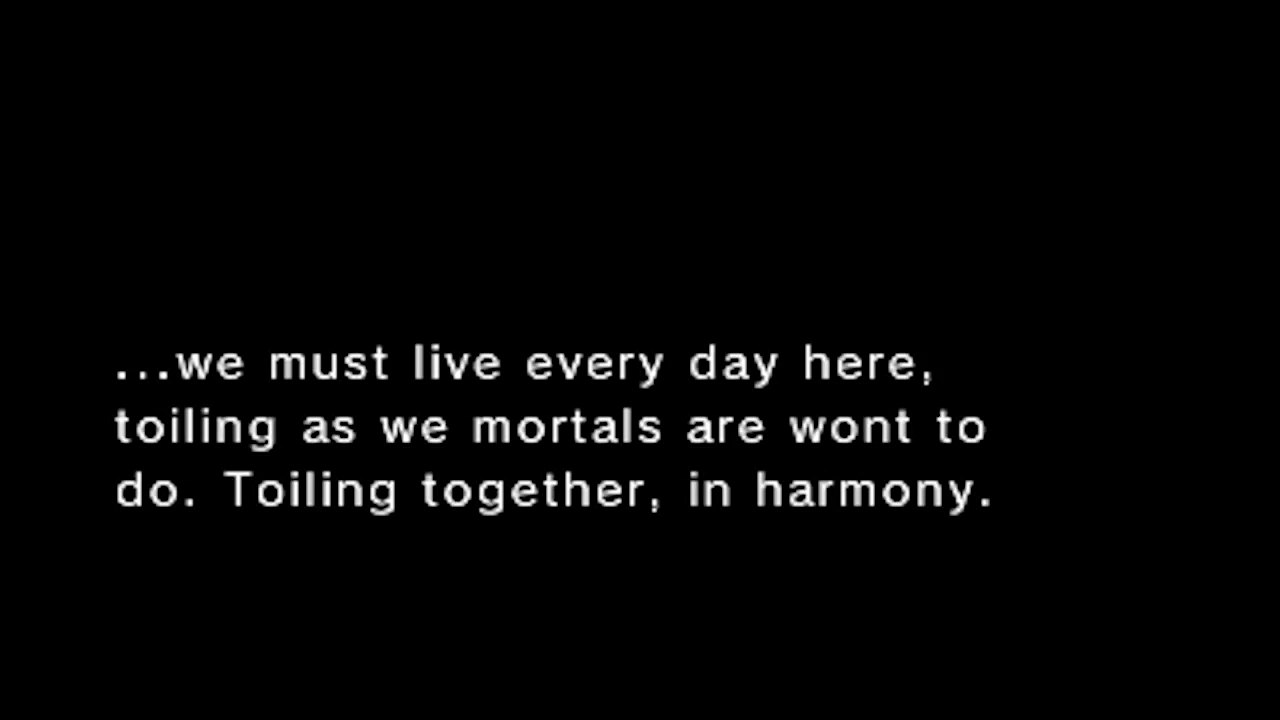 ...we must live every day here,
toiling as we mortals are wont to
do. Toiling together, in harmony.